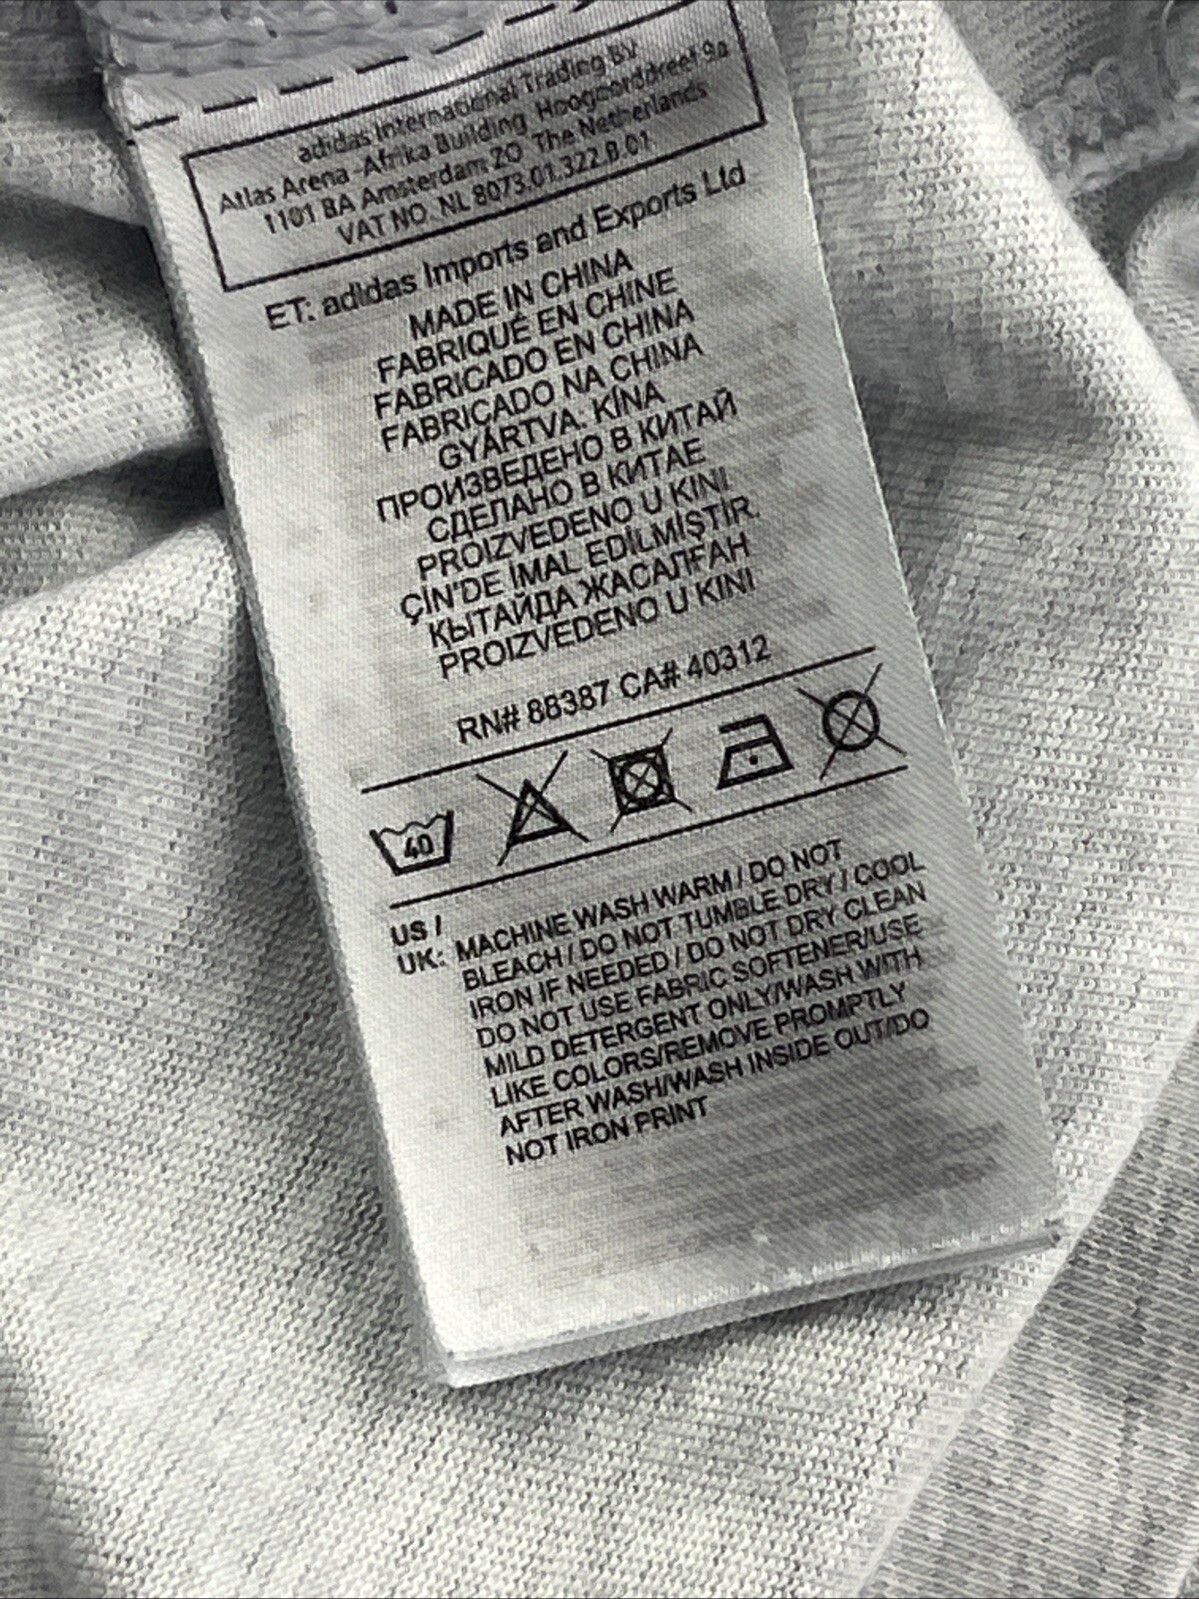 adidas International Trading BV
Atlas Arena-Afrika Building, Hoogoorddreef 9a
1101 BA Amsterdam ZO The Netherlands
VAT NO. NL 8073.01.322.B.01
ET: adidas Imports and Exports Ltd
MADE IN CHINA
FABRIQUÉ EN CHINE
FABRICADO EN CHINA
FABRICADO NA CHINA
GYÁRTVA: KÍNA
ПРОИЗВЕДЕНО В КИТАЙ
СДЕЛАНО В КИТАЕ
PROIZVEDENO U KINI
ÇİN'DE İMAL EDİLMİŞTİR.
ҚЫТАЙДА ЖАСАЛҒАН
PROIZVEDENO U KINI
RN# 88387 CA# 40312
40
US /
UK: MACHINE WASH WARM / DO NOT
BLEACH / DO NOT TUMBLE DRY / COOL
IRON IF NEEDED / DO NOT DRY CLEAN
DO NOT USE FABRIC SOFTENER/USE
MILD DETERGENT ONLY/WASH WITH
LIKE COLORS/REMOVE PROMPTLY
AFTER WASH/WASH INSIDE OUT/DO
NOT IRON PRINT